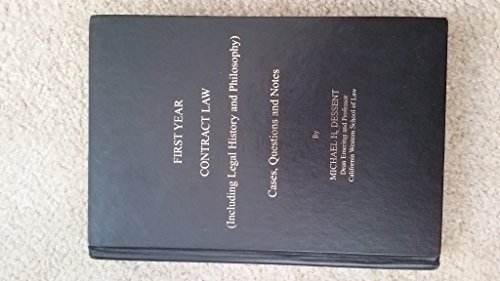 FIRST YEAR
CONTRACT LAW
(Including Legal History and Philosophy)
Cases, Questions and Notes
By
MICHAEL H. DESSENT
Dean Emeritus and Professor
California Western School of Law